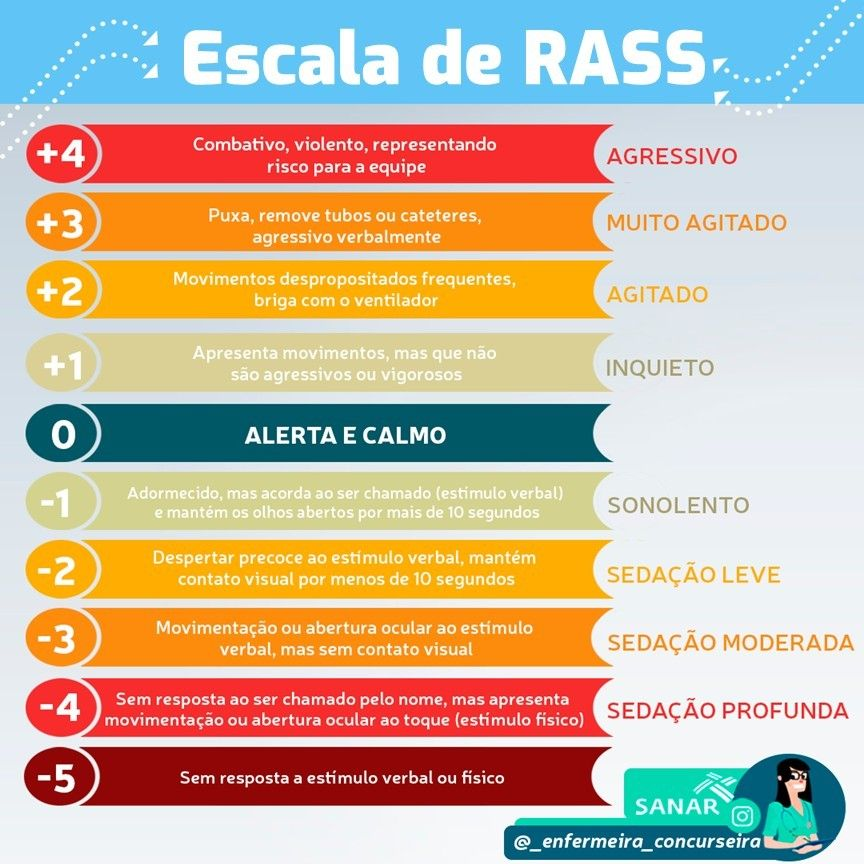 Escala de RASS
+4
Combativo, violento, representando
risco para a equipe
AGRESSIVO
+3
Puxa, remove tubos ou cateteres,
agressivo verbalmente
MUITO AGITADO
+2
Movimentos despropositados frequentes,
briga com o ventilador
AGITADO
+1
Apresenta movimentos, mas que não
são agressivos ou vigorosos
INQUIETO
0
ALERTA E CALMO
-1
Adormecido, mas acorda ao ser chamado (estímulo verbal)
e mantém os olhos abertos por mais de 10 segundos
SONOLENTO
-2
Despertar precoce ao estímulo verbal, mantém
contato visual por menos de 10 segundos
SEDAÇÃO LEVE
-3
Movimentação ou abertura ocular ao estímulo
verbal, mas sem contato visual
SEDAÇÃO MODERADA
-4
Sem resposta ao ser chamado pelo nome, mas apresenta
movimentação ou abertura ocular ao toque (estímulo físico)
SEDAÇÃO PROFUNDA
-5
Sem resposta a estímulo verbal ou físico
SANAR
@_enfermeira_concurseira